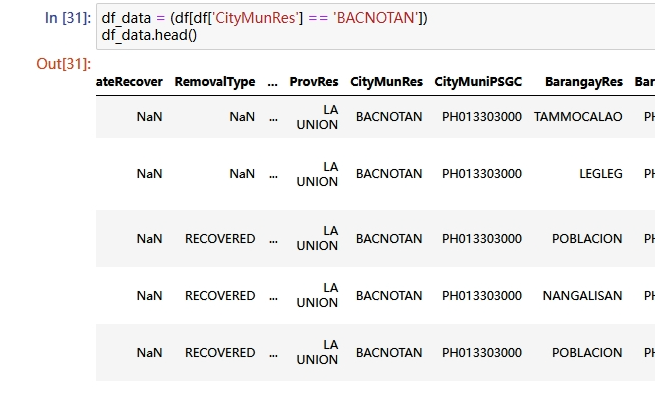 In [31]: df_data = (df[df['CityMunRes'] == 'BACNOTAN'])
df_data.head()
Out[31]:
ateRecover RemovalType ... ProvRes CityMunRes CityMuniPSGC BarangayRes Bar
NaN NaN ... LA UNION BACNOTAN PH013303000 TAMMOCALAO PH
NaN NaN ... LA UNION BACNOTAN PH013303000 LEGLEG PH
NaN RECOVERED ... LA UNION BACNOTAN PH013303000 POBLACION PH
NaN RECOVERED ... LA UNION BACNOTAN PH013303000 NANGALISAN PH
NaN RECOVERED ... LA UNION BACNOTAN PH013303000 POBLACION PH